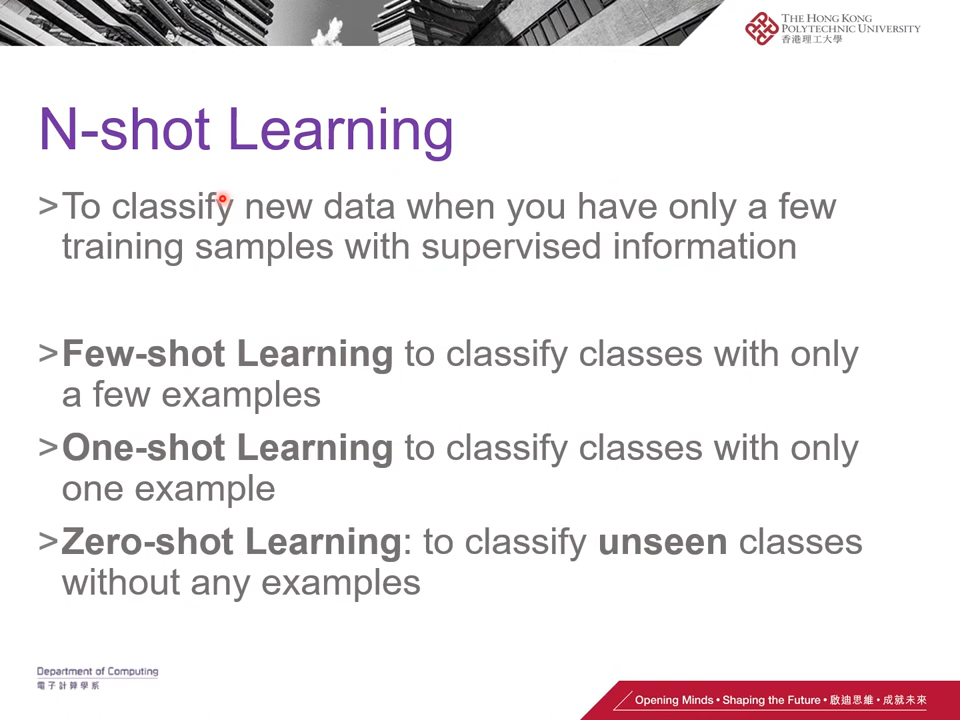 THE HONG KONG
POLYTECHNIC UNIVERSITY
香港理工大學
N-shot Learning
>To classify new data when you have only a few
training samples with supervised information
>Few-shot Learning to classify classes with only
a few examples
>One-shot Learning to classify classes with only
one example
>Zero-shot Learning: to classify unseen classes
without any examples
Department of Computing
電子計算學系
Opening Minds • Shaping the Future • 啟迪思維 • 成就未來